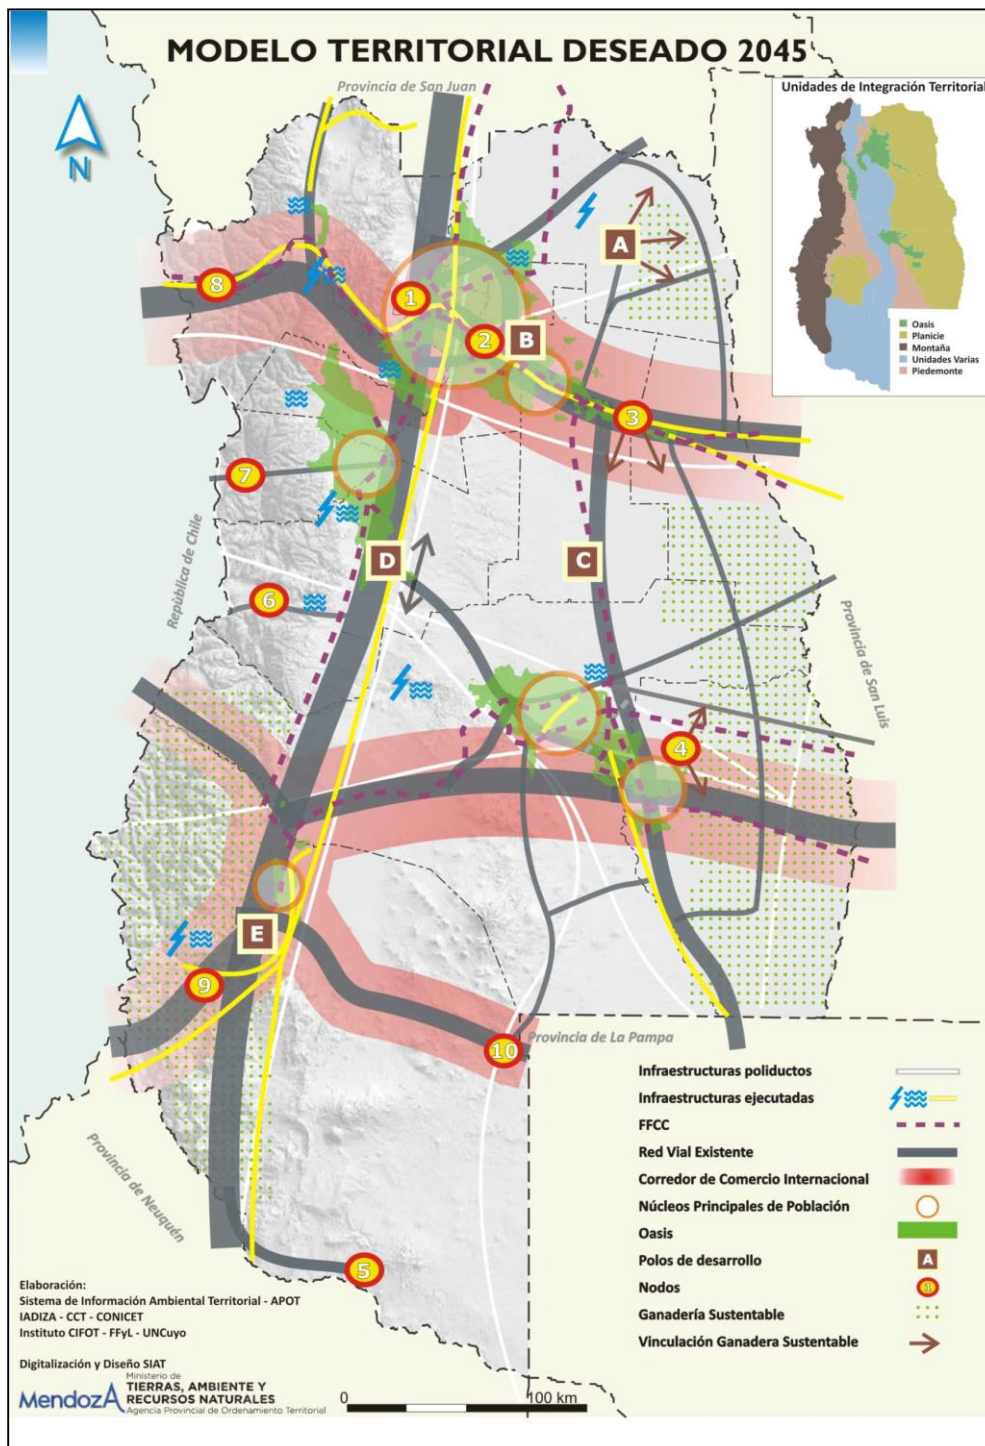 MODELO TERRITORIAL DESEADO 2045
Provincia de San Juan
Unidades de Integración Territorial
N
Oasis
Planicie
Montaña
Unidades Varias
Piedemonte
A
8
1
2
B
3
7
República de Chile
D
C
6
Provincia de San Luis
4
E
9
10
Provincia de La Pampa
Provincia de Neuquén
5
Infraestructuras poliductos
Infraestructuras ejecutadas
FFCC
Red Vial Existente
Corredor de Comercio Internacional
Núcleos Principales de Población
Oasis
Polos de desarrollo
A
Nodos
Ganadería Sustentable
Vinculación Ganadera Sustentable
Elaboración:
Sistema de Información Ambiental Territorial - APOT
IADIZA - CCT - CONICET
Instituto CIFOT - FFyL - UNCuyo
Digitalización y Diseño SIAT
MendozA
Ministerio de
TIERRAS, AMBIENTE Y
RECURSOS NATURALES
Agencia Provincial de Ordenamiento Territorial
0 100 km